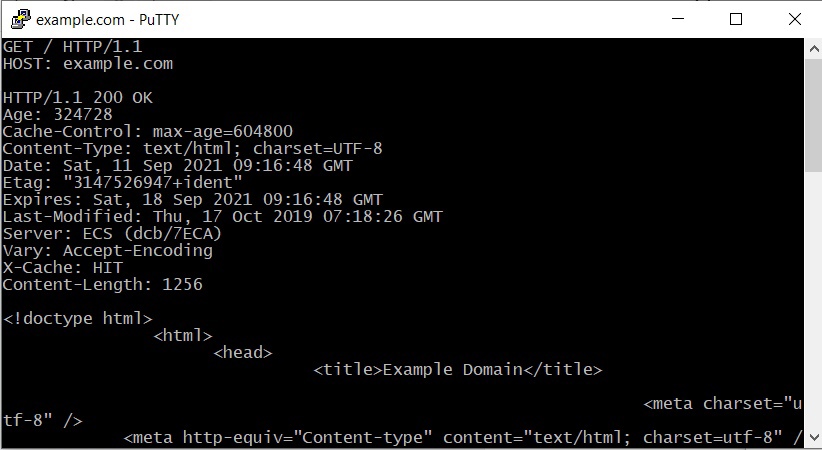 example.com - PuTTY
GET / HTTP/1.1
HOST: example.com
HTTP/1.1 200 OK
Age: 324728
Cache-Control: max-age=604800
Content-Type: text/html; charset=UTF-8
Date: Sat, 11 Sep 2021 09:16:48 GMT
Etag: "3147526947+ident"
Expires: Sat, 18 Sep 2021 09:16:48 GMT
Last-Modified: Thu, 17 Oct 2019 07:18:26 GMT
Server: ECS (dcb/7ECA)
Vary: Accept-Encoding
X-Cache: HIT
Content-Length: 1256
<!doctype html>
<html>
<head>
<title>Example Domain</title>
<meta charset="u
tf-8" />
<meta http-equiv="Content-type" content="text/html; charset=utf-8" /